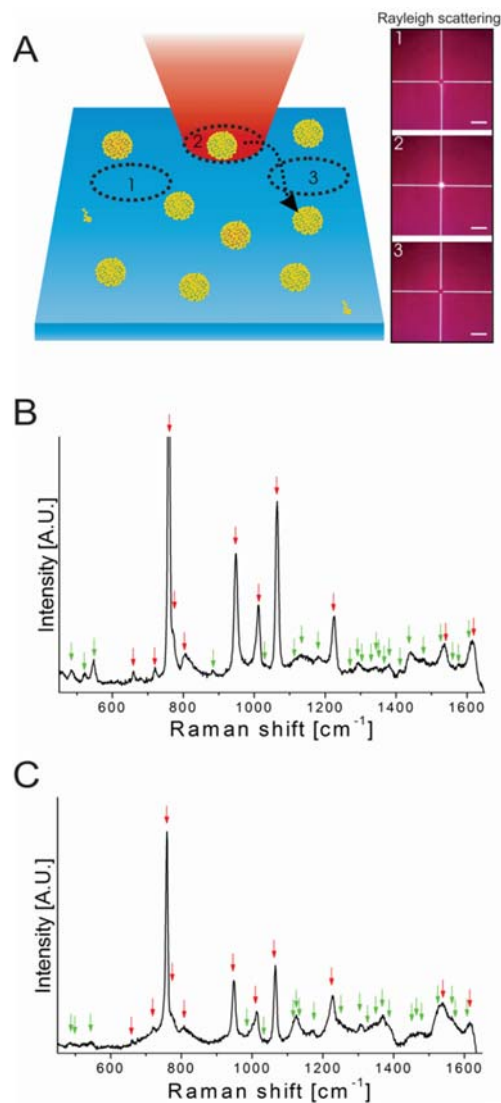 Rayleigh scattering
A
1
2
3
1
2
3
B
Intensity [A.U.]
600 800 1000 1200 1400 1600
Raman shift [cm⁻¹]
C
Intensity [A.U.]
600 800 1000 1200 1400 1600
Raman shift [cm⁻¹]